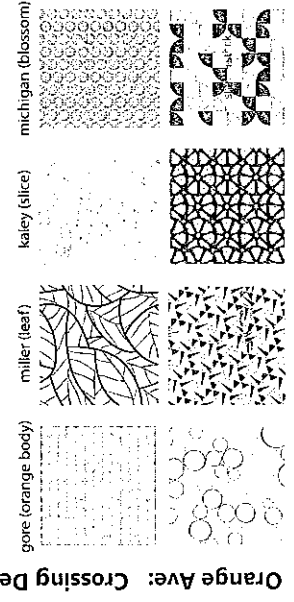 Orange Ave: Crossing De
gore (orange body)
miller (leaf)
kaley (slice)
michigan (blossom)